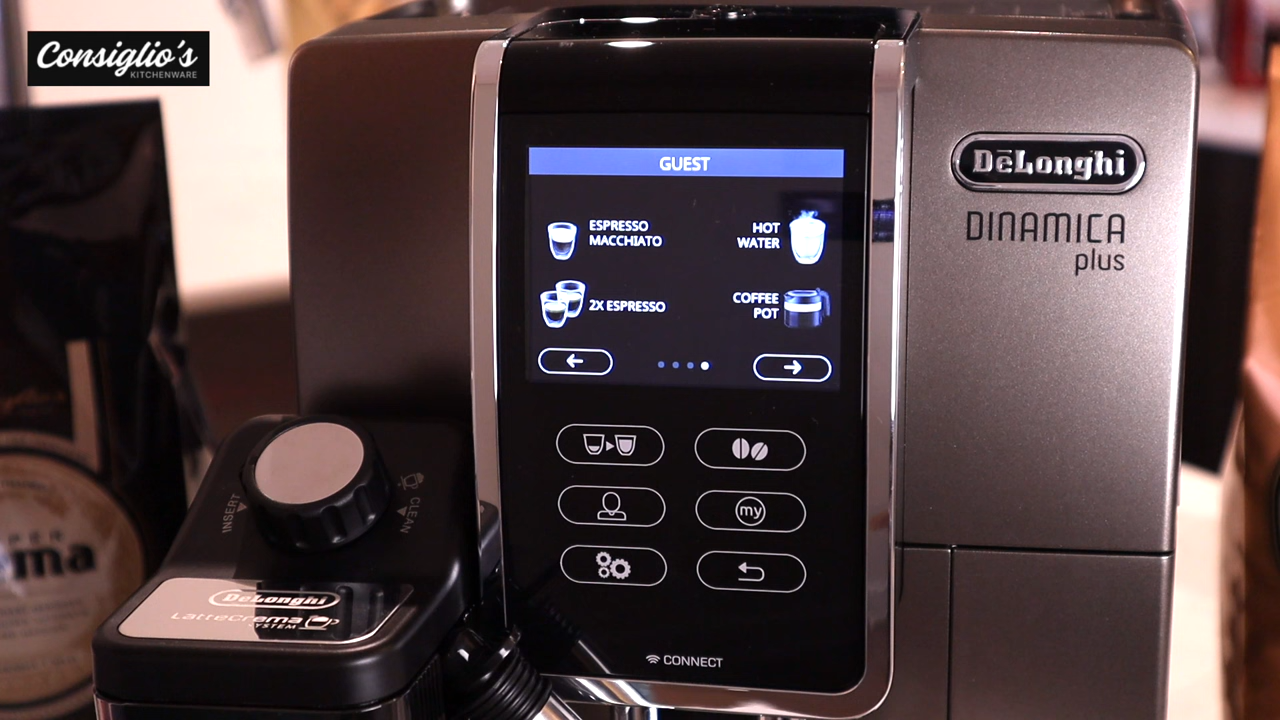 Consiglio's
KITCHENWARE
GUEST
ESPRESSO
MACCHIATO
HOT
WATER
2X ESPRESSO
COFFEE
POT
DeLonghi
DINAMICA
plus
my
INSERT
CLEAN
DeLonghi
LatteCrema
SYSTEM
CONNECT